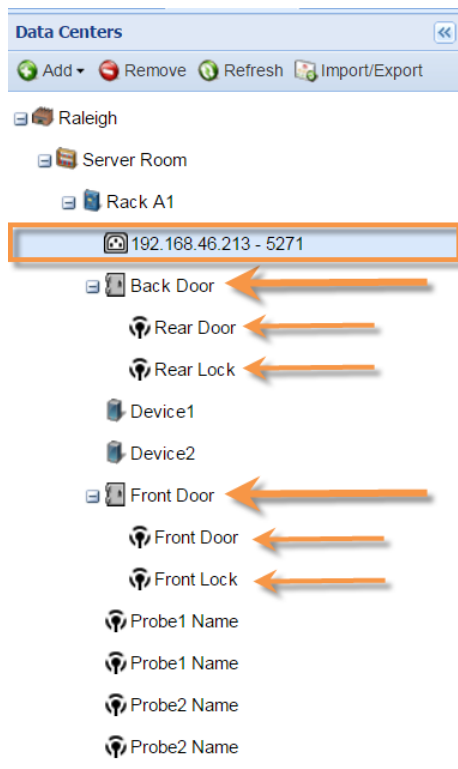 Data Centers
Add Remove Refresh Import/Export
Raleigh
Server Room
Rack A1
192.168.46.213 - 5271
Back Door
Rear Door
Rear Lock
Device1
Device2
Front Door
Front Door
Front Lock
Probe1 Name
Probe1 Name
Probe2 Name
Probe2 Name